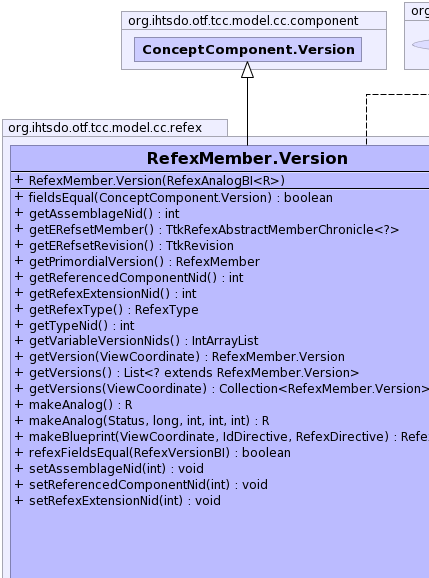 org.ihtsdo.otf.tcc.model.cc.component
org
ConceptComponent.Version
org.ihtsdo.otf.tcc.model.cc.refex
RefexMember.Version
+ RefexMember.Version(RefexAnalogBI<R>)
+ fieldsEqual(ConceptComponent.Version) : boolean
+ getAssemblageNid() : int
+ getERefsetMember() : TtkRefexAbstractMemberChronicle<?>
+ getERefsetRevision() : TtkRevision
+ getPrimordialVersion() : RefexMember
+ getReferencedComponentNid() : int
+ getRefexExtensionNid() : int
+ getRefexType() : RefexType
+ getTypeNid() : int
+ getVariableVersionNids() : IntArrayList
+ getVersion(ViewCoordinate) : RefexMember.Version
+ getVersions() : List<? extends RefexMember.Version>
+ getVersions(ViewCoordinate) : Collection<RefexMember.Version>
+ makeAnalog() : R
+ makeAnalog(Status, long, int, int, int) : R
+ makeBlueprint(ViewCoordinate, IdDirective, RefexDirective) : Refe
+ refexFieldsEqual(RefexVersionBI) : boolean
+ setAssemblageNid(int) : void
+ setReferencedComponentNid(int) : void
+ setRefexExtensionNid(int) : void